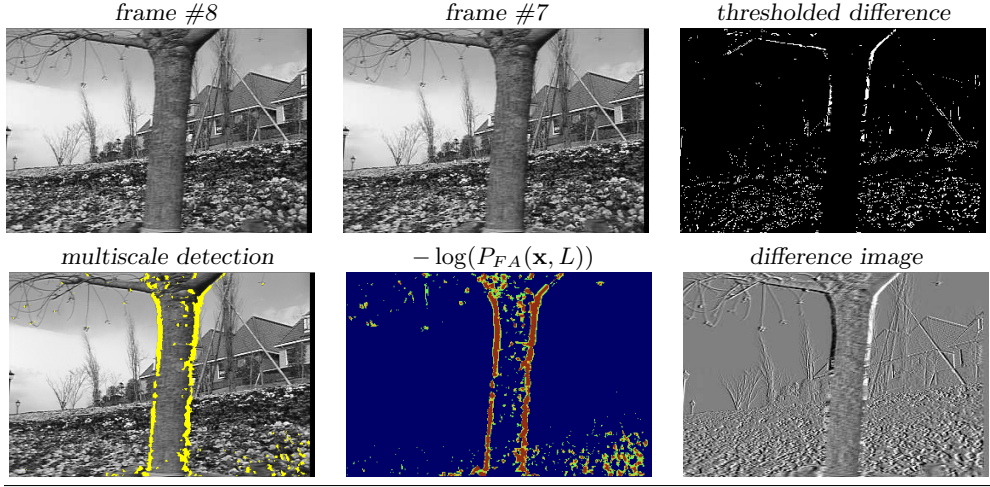 frame #8
frame #7
thresholded difference
multiscale detection
− log(P_{FA}(x, L))
difference image